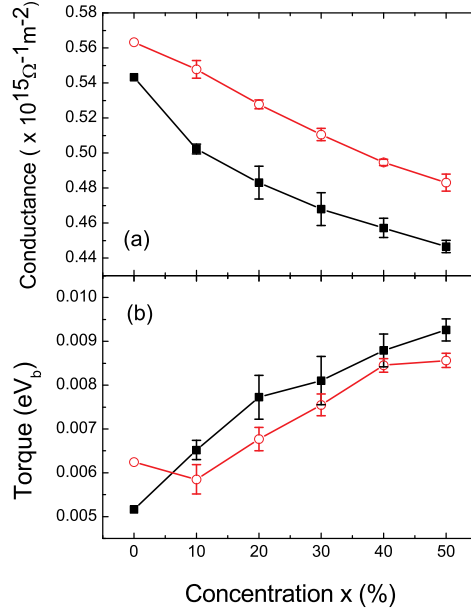 0.58
0.56
0.54
0.52
0.50
0.48
0.46
0.44
Conductance ( x 10¹⁵Ω-1m-2)
(a)
0.010
0.009
0.008
0.007
0.006
0.005
Torque (eV_b)
(b)
0 10 20 30 40 50
Concentration x (%)